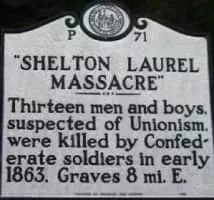 P 71
"SHELTON LAUREL
MASSACRE"
Thirteen men and boys,
suspected of Unionism,
were killed by Confed-
erate soldiers in early
1863. Graves 8 mi. E.